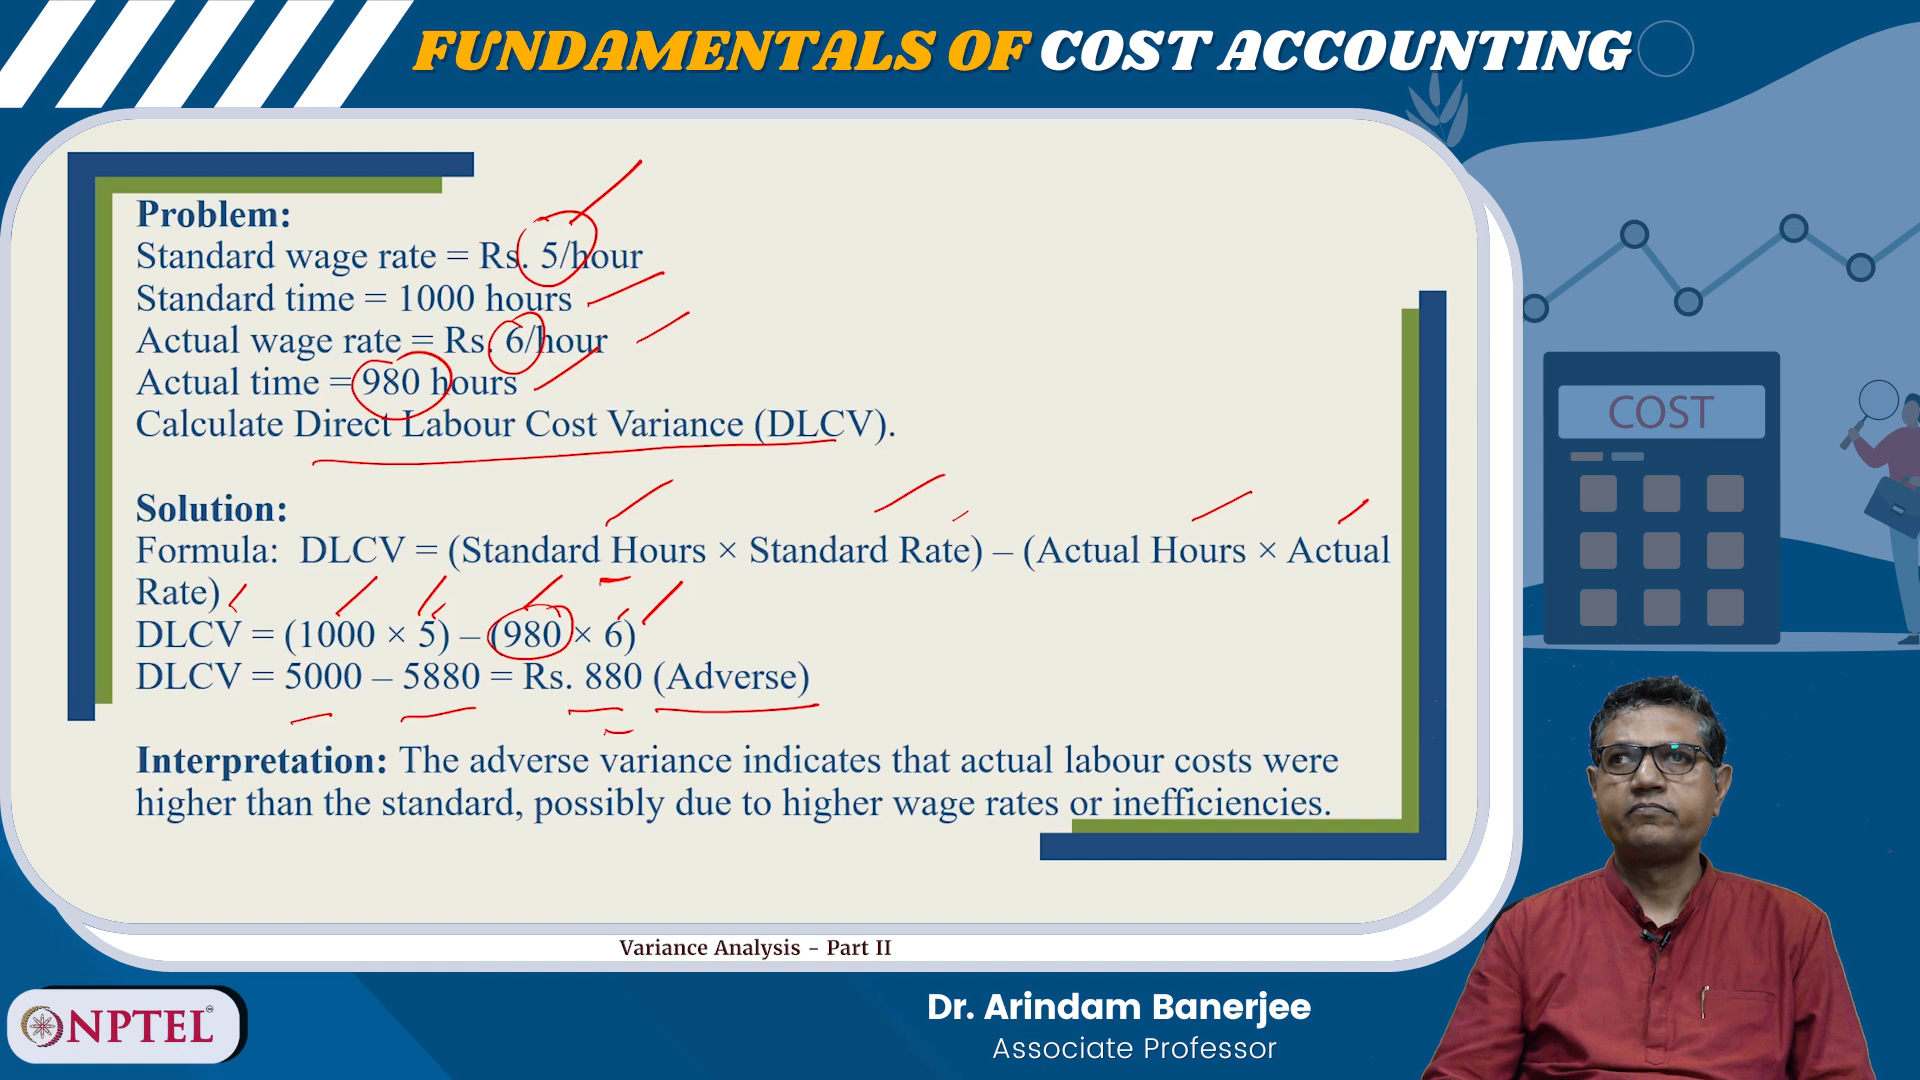 FUNDAMENTALS OF COST ACCOUNTING
Problem:
Standard wage rate = Rs. 5/hour
Standard time = 1000 hours
Actual wage rate = Rs. 6/hour
Actual time = 980 hours
Calculate Direct Labour Cost Variance (DLCV).
Solution:
Formula: DLCV = (Standard Hours × Standard Rate) – (Actual Hours × Actual
Rate)
DLCV = (1000 × 5) – (980 × 6)
DLCV = 5000 – 5880 = Rs. 880 (Adverse)
Interpretation: The adverse variance indicates that actual labour costs were
higher than the standard, possibly due to higher wage rates or inefficiencies.
COST
Variance Analysis - Part II
NPTEL
Dr. Arindam Banerjee
Associate Professor